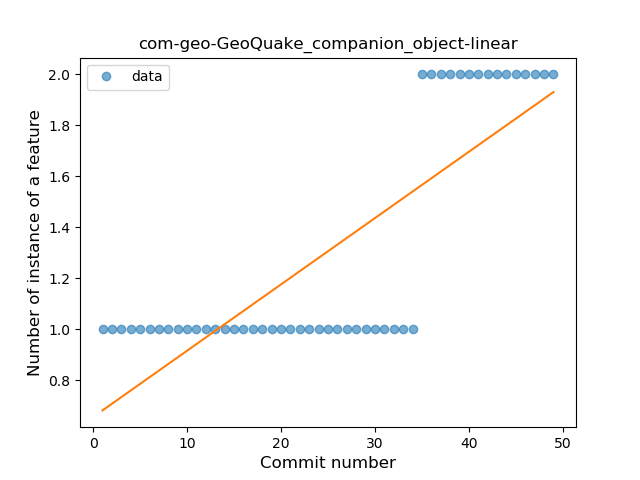 com-geo-GeoQuake_companion_object-linear
data
Number of instance of a feature
2.0
1.8
1.6
1.4
1.2
1.0
0.8
0 10 20 30 40 50
Commit number